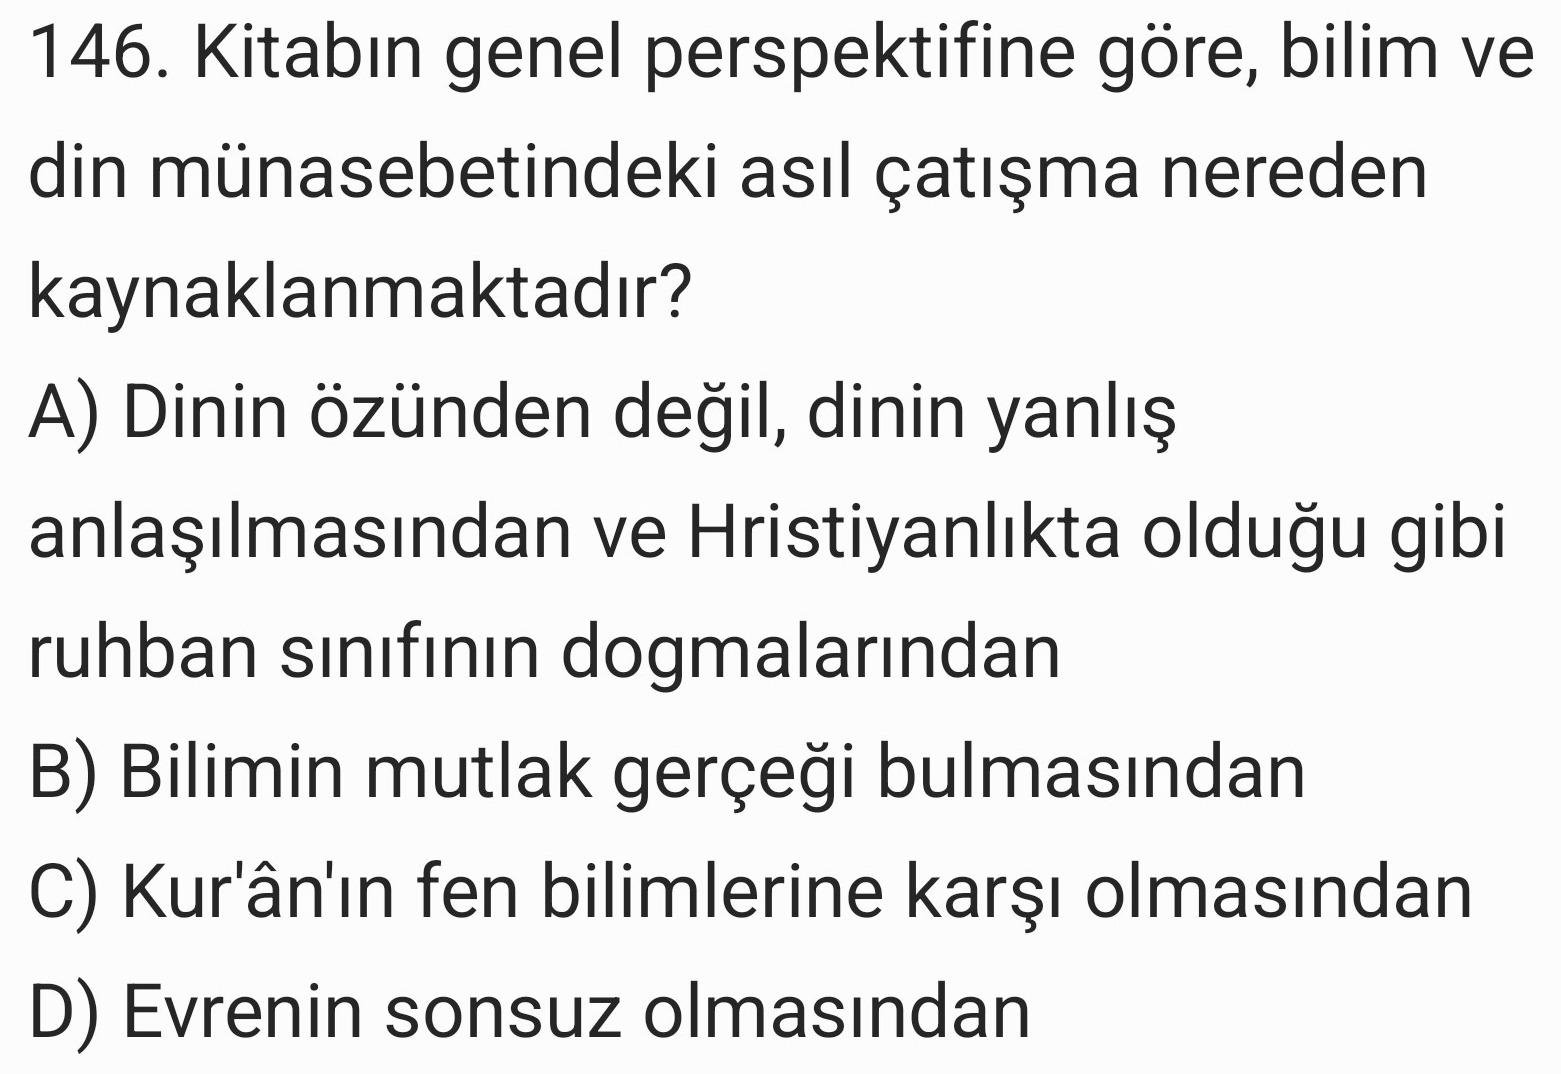 146. Kitabın genel perspektifine göre, bilim ve
din münasebetindeki asıl çatışma nereden
kaynaklanmaktadır?
A) Dinin özünden değil, dinin yanlış
anlaşılmasından ve Hristiyanlıkta olduğu gibi
ruhban sınıfının dogmalarından
B) Bilimin mutlak gerçeği bulmasından
C) Kur'ân'ın fen bilimlerine karşı olmasından
D) Evrenin sonsuz olmasından